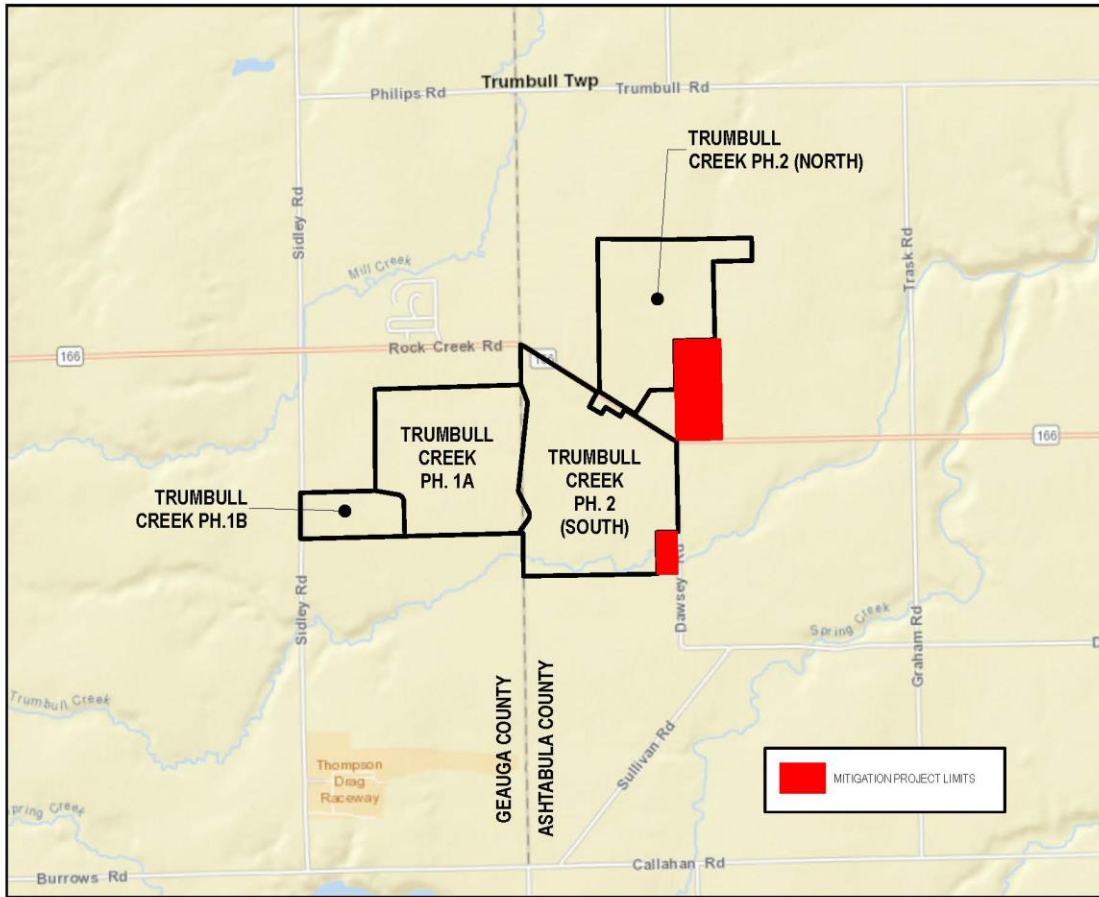 Trumbull Twp
Philips Rd
Trumbull Rd
TRUMBULL
CREEK PH.2 (NORTH)
Sidley Rd
Mill Creek
Trask Rd
166
Rock Creek Rd
166
TRUMBULL
CREEK
PH. 1A
TRUMBULL
CREEK
PH. 2
(SOUTH)
166
TRUMBULL
CREEK PH.1B
Sidley Rd
Dawsey Rd
Spring Creek
Graham Rd
D
Trumbull Creek
GEAUGA COUNTY
ASHTABULA COUNTY
Sullivan Rd
Thompson
Drag
Raceway
MITIGATION PROJECT LIMITS
pring Creek
Callahan Rd
Burrows Rd